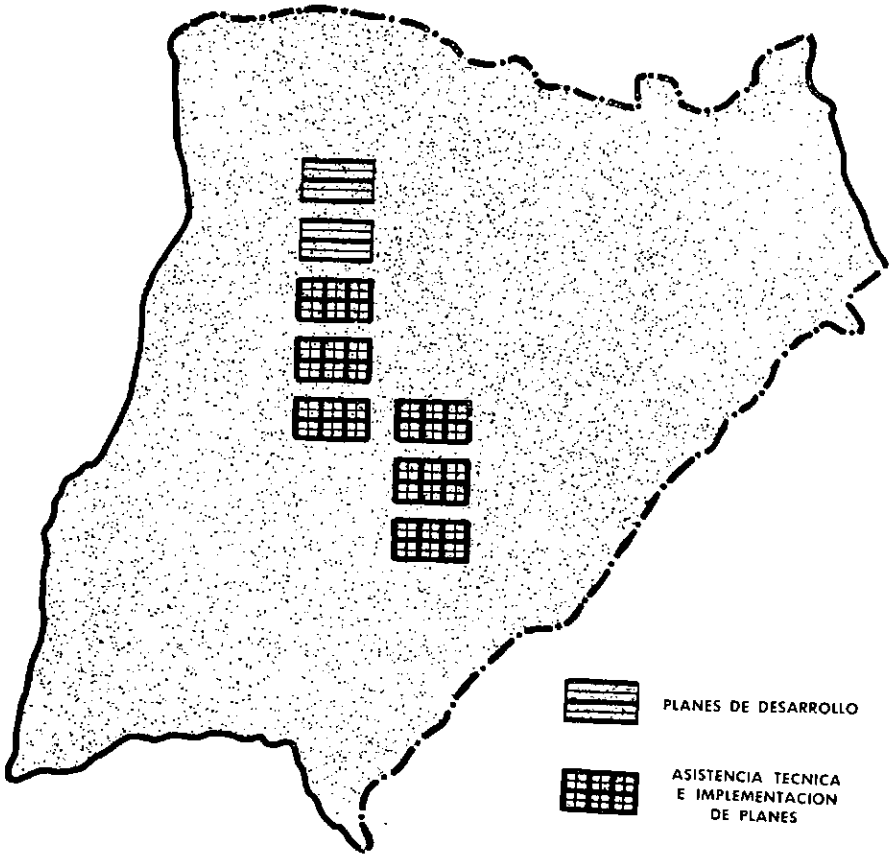 PLANES DE DESARROLLO
ASISTENCIA TECNICA
E IMPLEMENTACION
DE PLANES